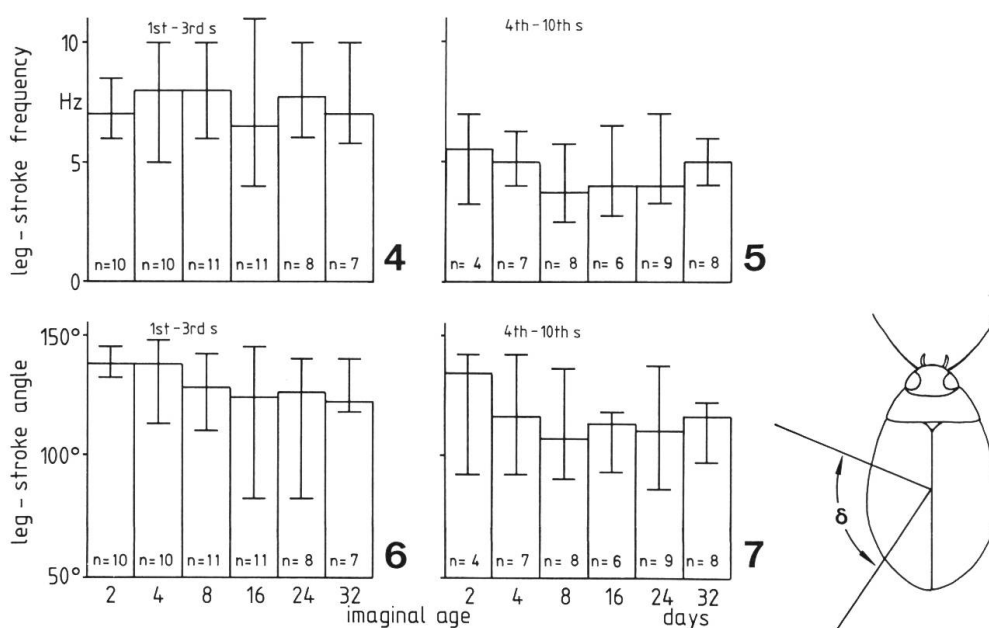 1st-3rd s
4th-10th s
leg-stroke frequency
10
Hz
5
0
n=10 n=10 n=11 n=11 n=8 n=7
4
n=4 n=7 n=8 n=6 n=9 n=8
5
1st-3rd s
4th-10th s
leg-stroke angle
150°
100°
50°
n=10 n=10 n=11 n=11 n=8 n=7
6
n=4 n=7 n=8 n=6 n=9 n=8
7
δ
2 4 8 16 24 32
2 4 8 16 24 32
imaginal age days